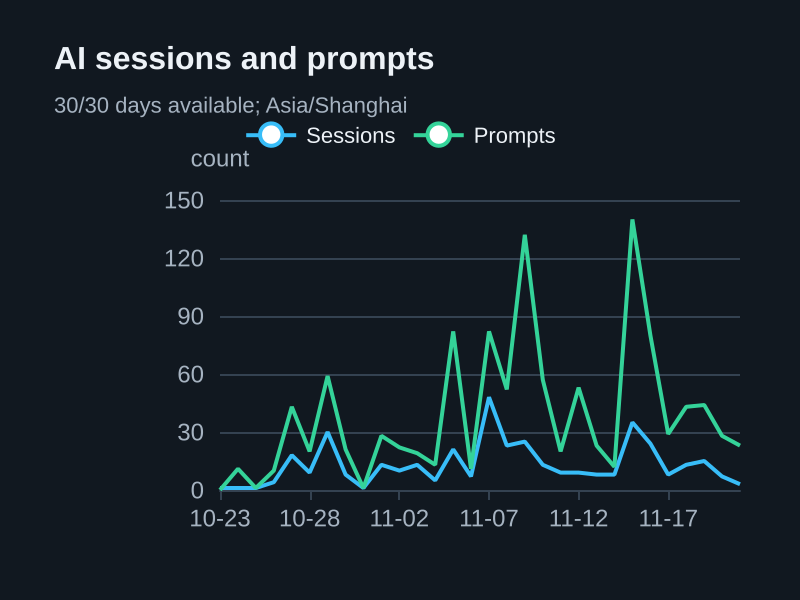 AI sessions and prompts
30/30 days available; Asia/Shanghai
Sessions Prompts
count
150
120
90
60
30
0
10-23 10-28 11-02 11-07 11-12 11-17